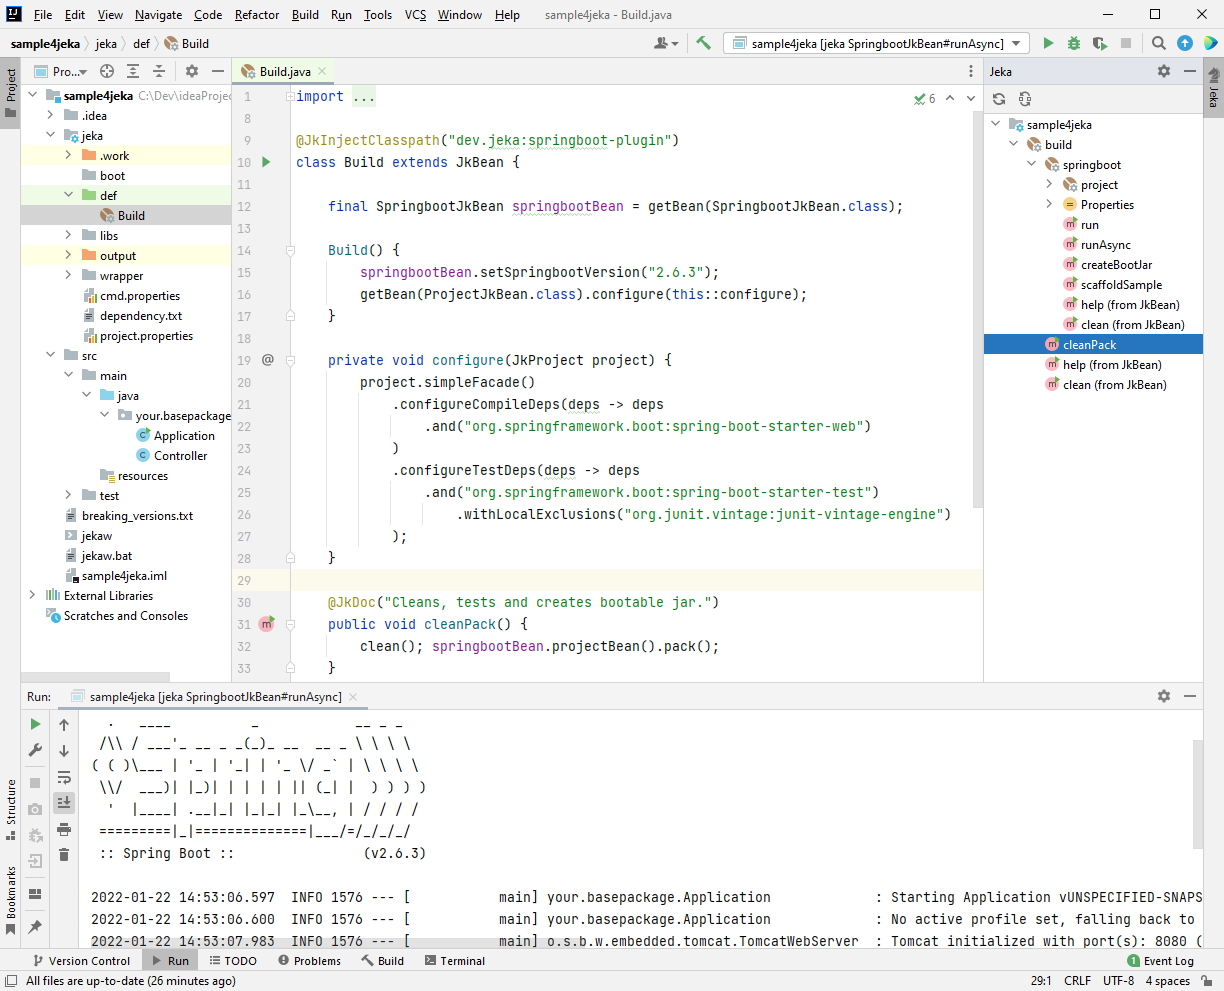 File Edit View Navigate Code Refactor Build Run Tools VCS Window Help sample4jeka - Build.java
sample4jeka jeka def Build
sample4jeka [jeka SpringbootJkBean#runAsync]
Project
Pro...
sample4jeka C:\Dev\ideaProjec
.idea
jeka
.work
boot
def
Build
libs
output
wrapper
cmd.properties
dependency.txt
project.properties
src
main
java
your.basepackage
Application
Controller
resources
test
breaking_versions.txt
jekaw
jekaw.bat
sample4jeka.iml
External Libraries
Scratches and Consoles
Build.java
6
1 import ...
8
9 @JkInjectClasspath("dev.jeka:springboot-plugin")
10 class Build extends JkBean {
11
12 final SpringbootJkBean springbootBean = getBean(SpringbootJkBean.class);
13
14 Build() {
15 springbootBean.setSpringbootVersion("2.6.3");
16 getBean(ProjectJkBean.class).configure(this::configure);
17 }
18
19 @ private void configure(JkProject project) {
20 project.simpleFacade()
21 .configureCompileDeps(deps -> deps
22 .and("org.springframework.boot:spring-boot-starter-web")
23 )
24 .configureTestDeps(deps -> deps
25 .and("org.springframework.boot:spring-boot-starter-test")
26 .withLocalExclusions("org.junit.vintage:junit-vintage-engine")
27 );
28 }
29
30 @JkDoc("Cleans, tests and creates bootable jar.")
31 public void cleanPack() {
32 clean(); springbootBean.projectBean().pack();
33 }
Jeka
sample4jeka
build
springboot
project
Properties
run
runAsync
createBootJar
scaffoldSample
help (from JkBean)
clean (from JkBean)
cleanPack
help (from JkBean)
clean (from JkBean)
Jeka
Run: sample4jeka [jeka SpringbootJkBean#runAsync]
  .   ____          _            __ _ _
 /\\ / ___'_ __ _ _(_)_ __  __ _ \ \ \ \
( ( )\___ | '_ | '_| | '_ \/ _` | \ \ \ \
 \\/  ___)| |_)| | | | | || (_| |  ) ) ) )
  '  |____| .__|_| |_|_| |_\__, | / / / /
 =========|_|==============|___/=/_/_/_/
 :: Spring Boot ::                (v2.6.3)
2022-01-22 14:53:06.597 INFO 1576 --- [ main] your.basepackage.Application : Starting Application vUNSPECIFIED-SNAPS
2022-01-22 14:53:06.600 INFO 1576 --- [ main] your.basepackage.Application : No active profile set, falling back to
2022-01-22 14:53:07.983 INFO 1576 --- [ main] o.s.b.w.embedded.tomcat.TomcatWebServer : Tomcat initialized with port(s): 8080 (
Structure
Bookmarks
Version Control Run TODO Problems Build Terminal 1 Event Log
All files are up-to-date (26 minutes ago) 29:1 CRLF UTF-8 4 spaces